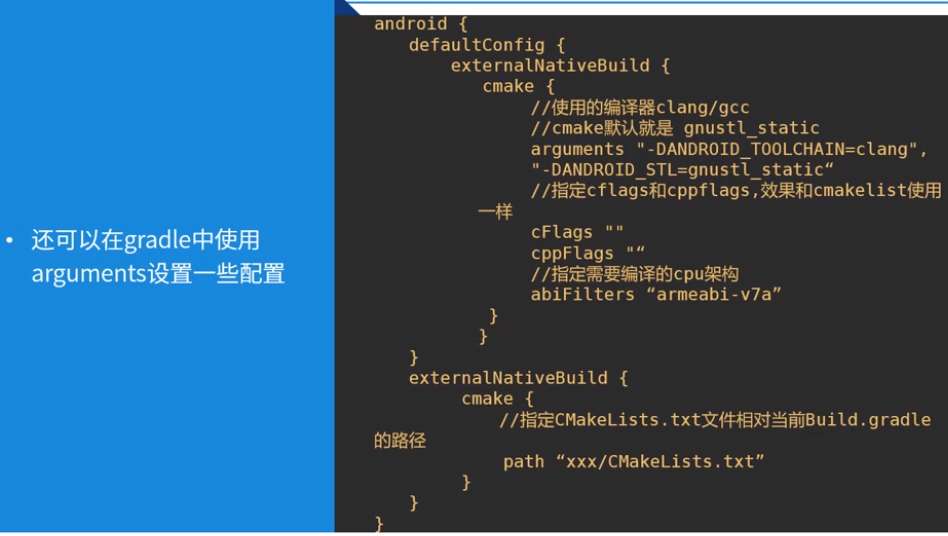 • 还可以在gradle中使用
arguments设置一些配置
android {
defaultConfig {
externalNativeBuild {
cmake {
//使用的编译器clang/gcc
//cmake默认就是 gnustl_static
arguments "-DANDROID_TOOLCHAIN=clang",
"-DANDROID_STL=gnustl_static“
//指定cflags和cppflags,效果和cmakelist使用
一样
cFlags ""
cppFlags "“
//指定需要编译的cpu架构
abiFilters “armeabi-v7a”
}
}
}
externalNativeBuild {
cmake {
//指定CMakeLists.txt文件相对当前Build.gradle
的路径
path “xxx/CMakeLists.txt”
}
}
}